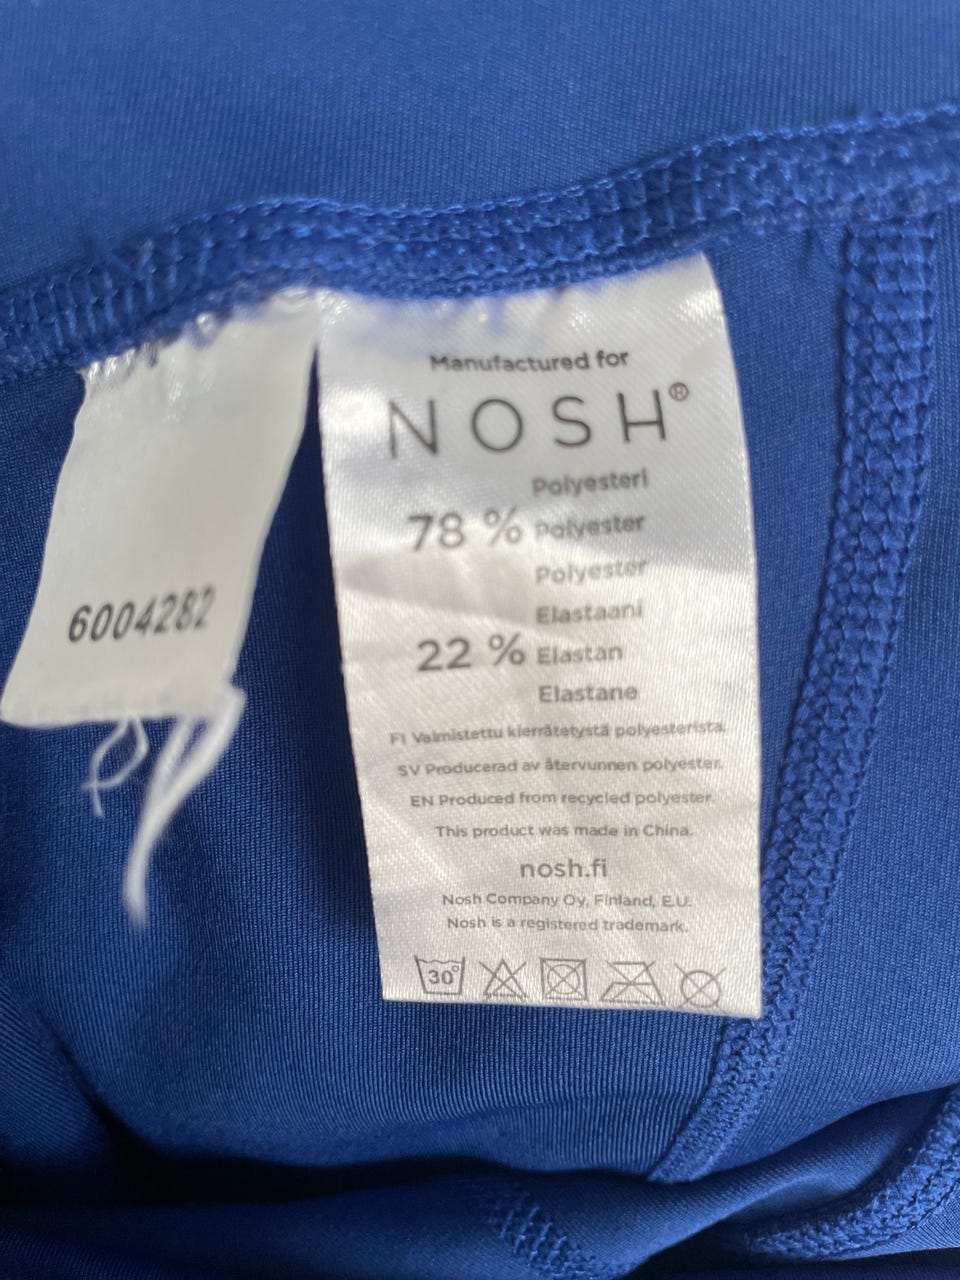 6004282
Manufactured for
NOSH®
Polyesteri
78 % Polyester
Polyester
Elastaani
22 % Elastan
Elastane
FI Valmistettu kierrätetystä polyesteristä.
SV Producerad av återvunnen polyester.
EN Produced from recycled polyester.
This product was made in China.
nosh.fi
Nosh Company Oy, Finland, E.U.
Nosh is a registered trademark.
30°